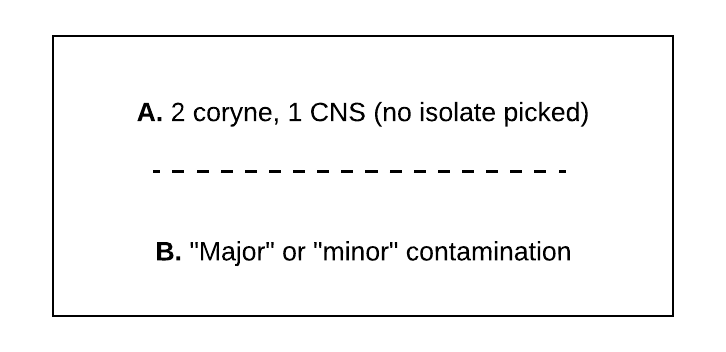 A. 2 coryne, 1 CNS (no isolate picked)
B. "Major" or "minor" contamination